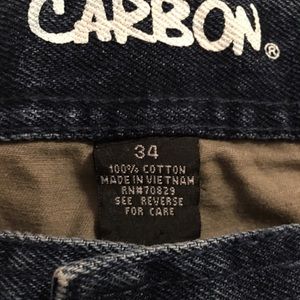 CARBON®
34
100% COTTON
MADE IN VIETNAM
RN#70829
SEE REVERSE
FOR CARE